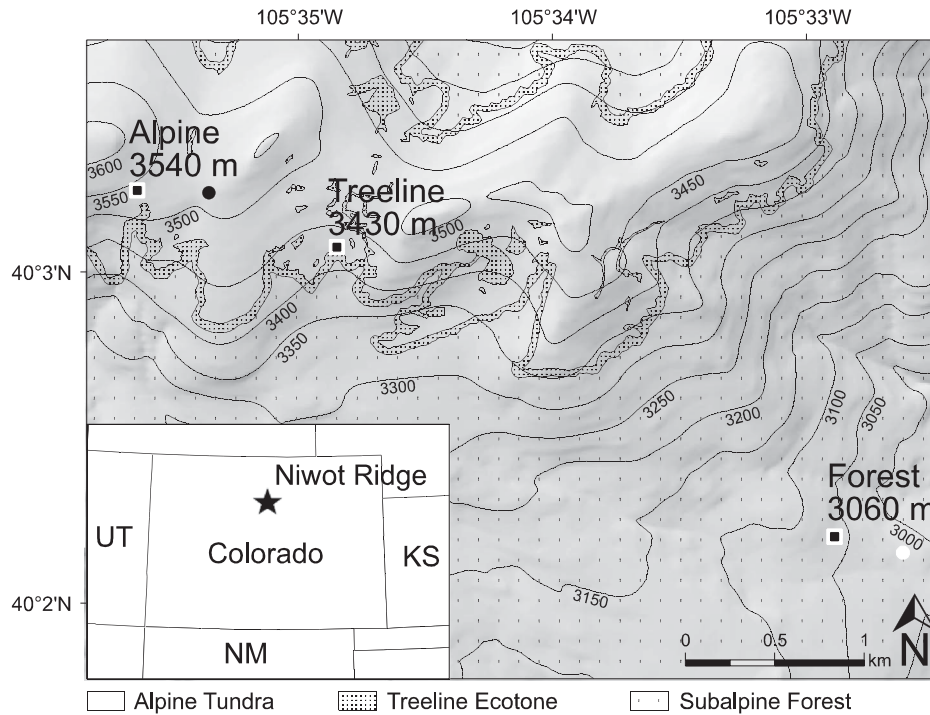 105°35'W
105°34'W
105°33'W
Alpine
3540 m
3600
3550
3500
Treeline
3430 m
3500
3450
40°3'N
3400
3350
3300
3250
3200
3100
3050
Niwot Ridge
Forest
3060 m
3000
UT
Colorado
KS
40°2'N
3150
NM
0
0.5
1
km
N
Alpine Tundra
Treeline Ecotone
Subalpine Forest